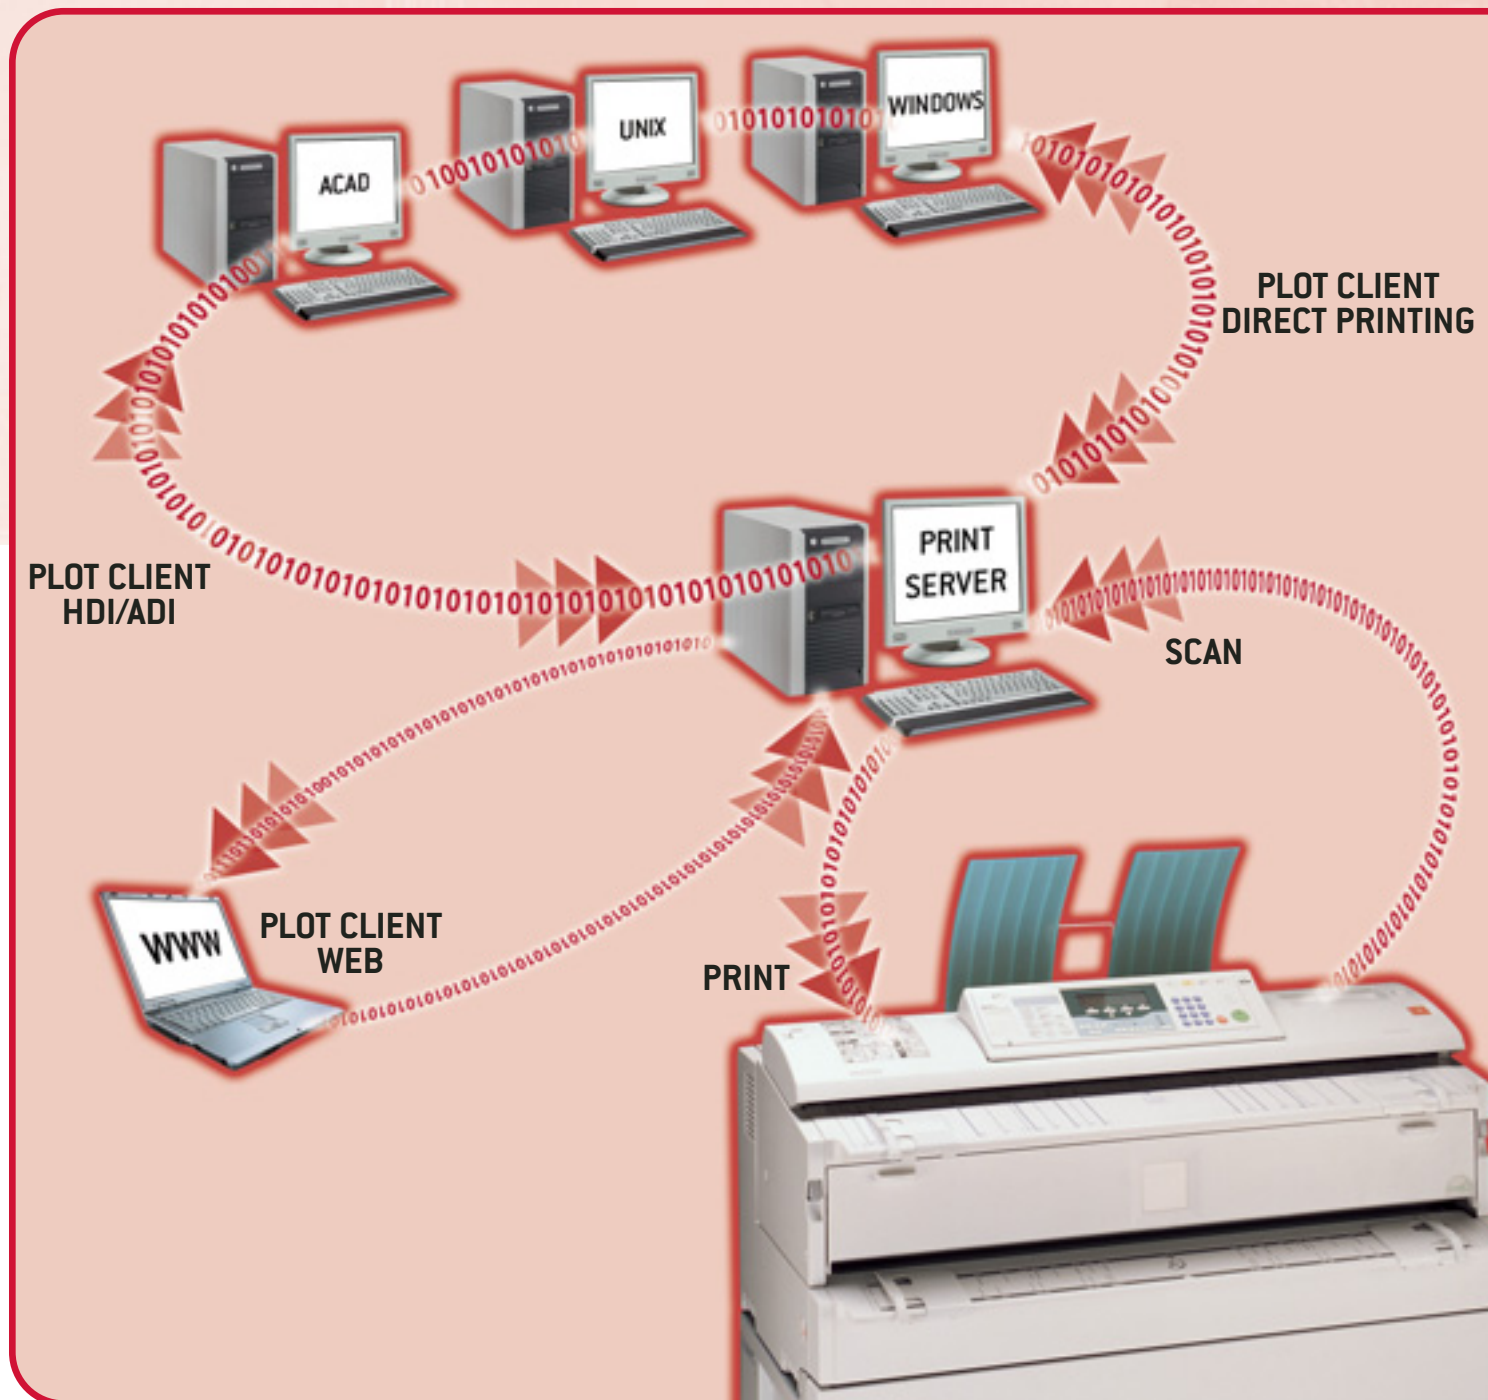 ACAD
UNIX
WINDOWS
PLOT CLIENT
DIRECT PRINTING
PLOT CLIENT
HDI/ADI
PRINT
SERVER
SCAN
WWW
PLOT CLIENT
WEB
PRINT